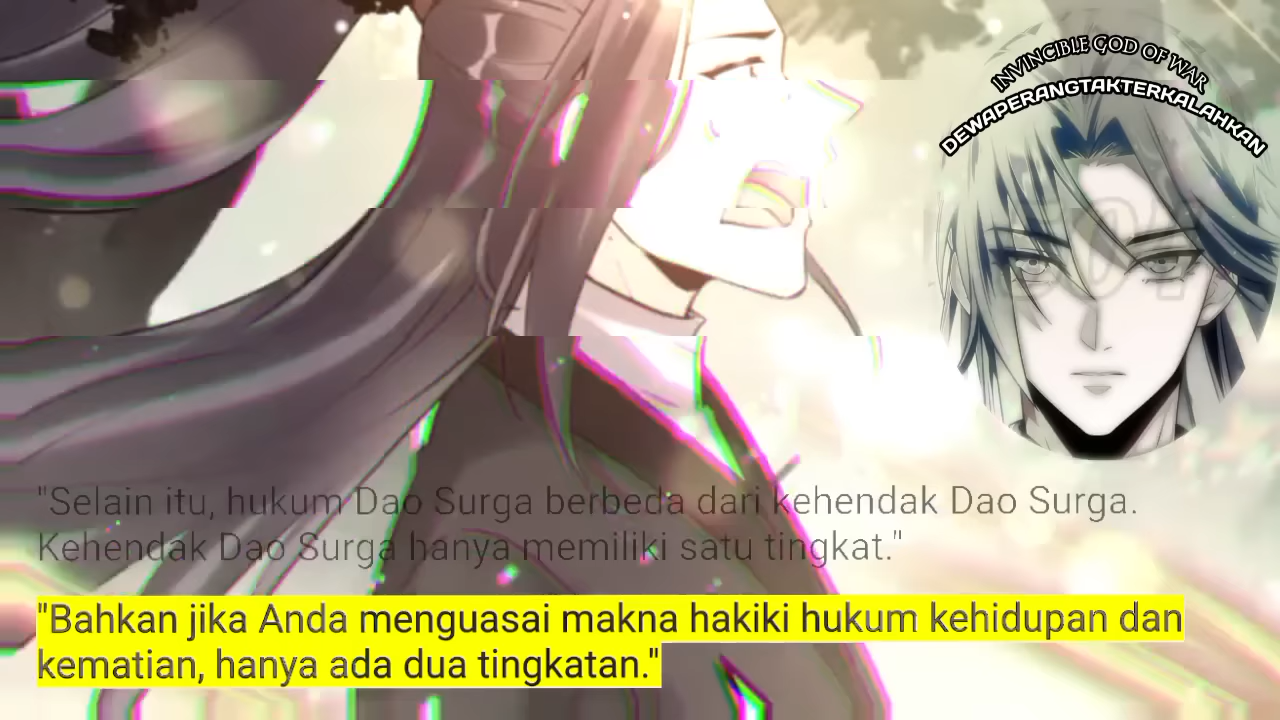 INVINCIBLE GOD OF WAR
DEWAPERANGTAKTERKALAHKAN
"Selain itu, hukum Dao Surga berbeda dari kehendak Dao Surga.
Kehendak Dao Surga hanya memiliki satu tingkat."
"Bahkan jika Anda menguasai makna hakiki hukum kehidupan dan
kematian, hanya ada dua tingkatan."